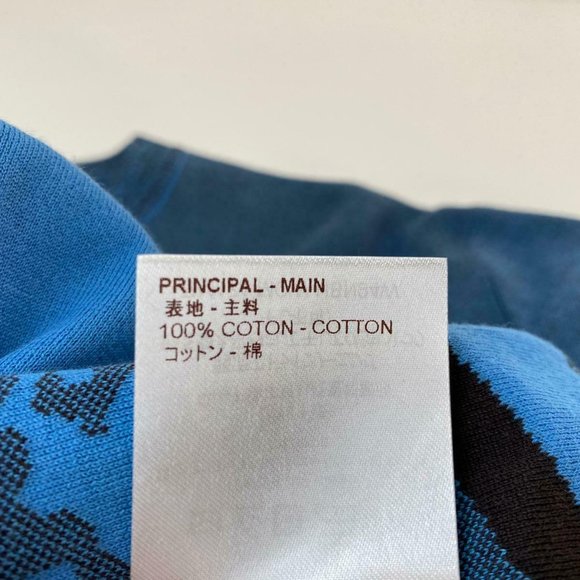 PRINCIPAL - MAIN
表地 - 主料
100% COTON - COTTON
コットン - 棉